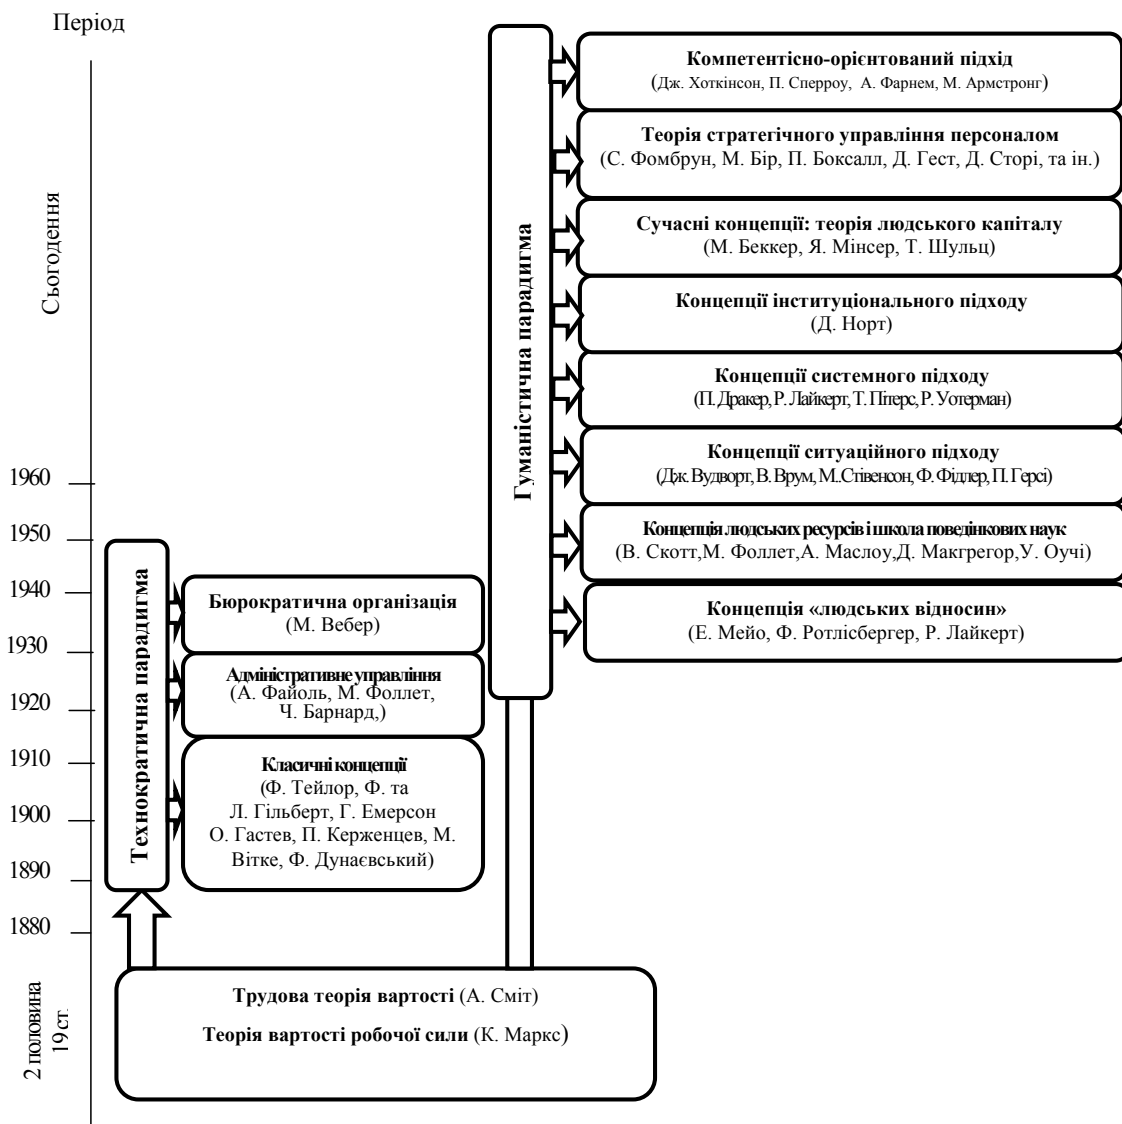 Період
Сьогодення
1960
1950
1940
1930
1920
1910
1900
1890
1880
2 половина
19 ст.
Технократична парадигма
Бюрократична організація
(М. Вебер)
Адміністративне управління
(А. Файоль, М. Фоллет,
Ч. Барнард,)
Класичні концепції
(Ф. Тейлор, Ф. та
Л. Гільберт, Г. Емерсон
О. Гастев, П. Керженцев, М.
Вітке, Ф. Дунаєвський)
Гуманістична парадигма
Компетентісно-орієнтований підхід
(Дж. Хоткінсон, П. Сперроу, А. Фарнем, М. Армстронг)
Теорія стратегічного управління персоналом
(С. Фомбрун, М. Бір, П. Боксалл, Д. Гест, Д. Сторі, та ін.)
Сучасні концепції: теорія людського капіталу
(М. Беккер, Я. Мінсер, Т. Шульц)
Концепції інституціонального підходу
(Д. Норт)
Концепції системного підходу
(П. Дракер, Р. Лайкерт, Т. Пітерс, Р. Уотерман)
Концепції ситуаційного підходу
(Дж. Вудворт, В. Врум, М..Стівенсон, Ф. Фідлер, П. Герсі)
Концепція людських ресурсів і школа поведінкових наук
(В. Скотт,М. Фоллет,А. Маслоу,Д. Макгрегор,У. Оучі)
Концепція «людських відносин»
(Е. Мейо, Ф. Ротлісбергер, Р. Лайкерт)
Трудова теорія вартості (А. Сміт)
Теорія вартості робочої сили (К. Маркс)